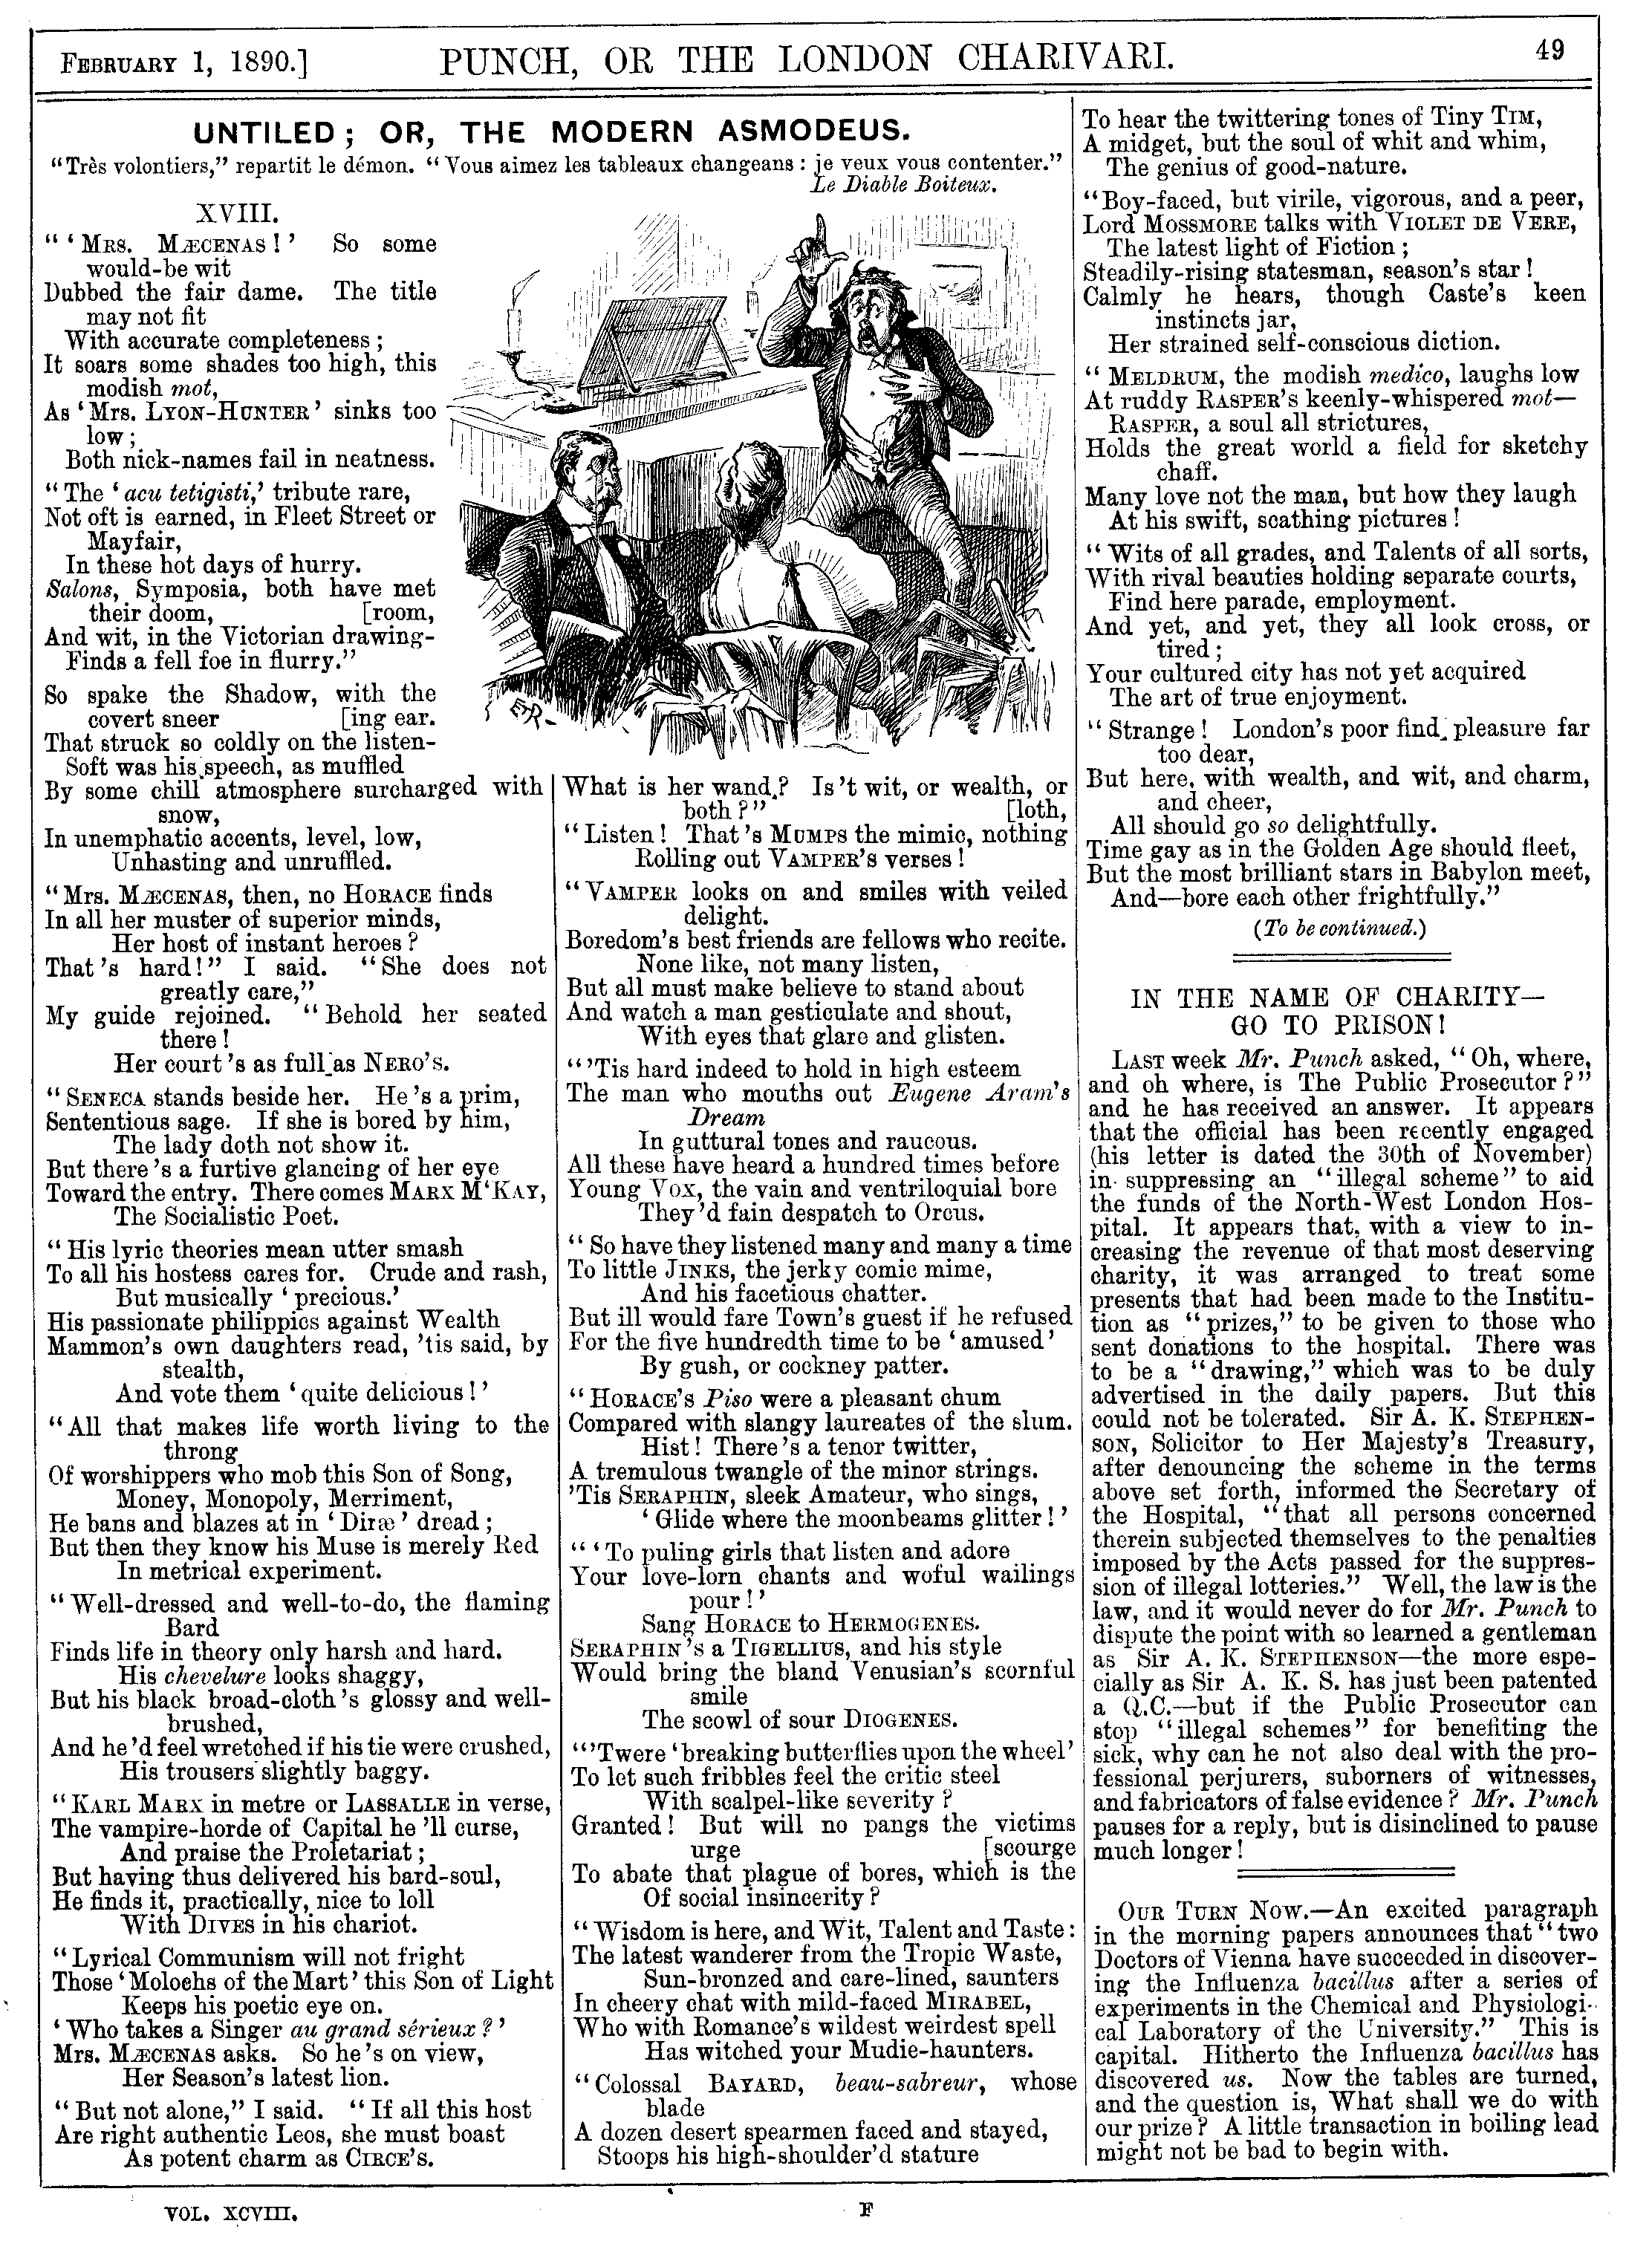 FEBRUARY 1, 1890.] PUNCH, OR THE LONDON CHARIVARI. 49
UNTILED; OR, THE MODERN ASMODEUS.
"Très volontiers," repartit le démon. "Vous aimez les tableaux changeans: je veux vous contenter."
Le Diable Boiteux.
XVIII.
"'MRS. MÆCENAS!' So some
would-be wit
Dubbed the fair dame. The title
may not fit
With accurate completeness;
It soars some shades too high, this
modish mot,
As 'Mrs. LYON-HUNTER' sinks too
low;
Both nick-names fail in neatness.
"The 'acu tetigisti,' tribute rare,
Not oft is earned, in Fleet Street or
Mayfair,
In these hot days of hurry.
Salons, Symposia, both have met
their doom, [room,
And wit, in the Victorian drawing-
Finds a fell foe in flurry."
So spake the Shadow, with the
covert sneer [ing ear.
That struck so coldly on the listen-
Soft was his speech, as muffled
By some chill atmosphere surcharged with
snow,
In unemphatic accents, level, low,
Unhasting and unruffled.
"Mrs. MÆCENAS, then, no HORACE finds
In all her muster of superior minds,
Her host of instant heroes?
That's hard!" I said. "She does not
greatly care,"
My guide rejoined. "Behold her seated
there!
Her court's as full as NERO'S.
"SENECA stands beside her. He's a prim,
Sententious sage. If she is bored by him,
The lady doth not show it.
But there's a furtive glancing of her eye
Toward the entry. There comes MARX M'KAY,
The Socialistic Poet.
"His lyric theories mean utter smash
To all his hostess cares for. Crude and rash,
But musically 'precious.'
His passionate philippics against Wealth
Mammon's own daughters read, 'tis said, by
stealth,
And vote them 'quite delicious!'
"All that makes life worth living to the
throng
Of worshippers who mob this Son of Song,
Money, Monopoly, Merriment,
He bans and blazes at in 'Diræ' dread;
But then they know his Muse is merely Red
In metrical experiment.
"Well-dressed and well-to-do, the flaming
Bard
Finds life in theory only harsh and hard.
His chevelure looks shaggy,
But his black broad-cloth's glossy and well-
brushed,
And he'd feel wretched if his tie were crushed,
His trousers slightly baggy.
"KARL MARX in metre or LASSALLE in verse,
The vampire-horde of Capital he'll curse,
And praise the Proletariat;
But having thus delivered his bard-soul,
He finds it, practically, nice to loll
With DIVES in his chariot.
"Lyrical Communism will not fright
Those 'Molochs of the Mart' this Son of Light
Keeps his poetic eye on.
'Who takes a Singer au grand sérieux?'
Mrs. MÆCENAS asks. So he's on view,
Her Season's latest lion.
"But not alone," I said. "If all this host
Are right authentic Leos, she must boast
As potent charm as CIRCE'S.
What is her wand? Is't wit, or wealth, or
both?" [loth,
"Listen! That's MUMPS the mimic, nothing
Rolling out VAMPER'S verses!
"VAMPER looks on and smiles with veiled
delight.
Boredom's best friends are fellows who recite.
None like, not many listen,
But all must make believe to stand about
And watch a man gesticulate and shout,
With eyes that glare and glisten.
"'Tis hard indeed to hold in high esteem
The man who mouths out Eugene Aram's
Dream
In guttural tones and raucous.
All these have heard a hundred times before
Young VOX, the vain and ventriloquial bore
They'd fain despatch to Orcus.
"So have they listened many and many a time
To little JINKS, the jerky comic mime,
And his facetious chatter.
But ill would fare Town's guest if he refused
For the five hundredth time to be 'amused'
By gush, or cockney patter.
"HORACE'S Piso were a pleasant chum
Compared with slangy laureates of the slum.
Hist! There's a tenor twitter,
A tremulous twangle of the minor strings.
'Tis SERAPHIN, sleek Amateur, who sings,
'Glide where the moonbeams glitter!'
"'To puling girls that listen and adore
Your love-lorn chants and woful wailings
pour!'
Sang HORACE to HERMOGENES.
SERAPHIN'S a TIGELLIUS, and his style
Would bring the bland Venusian's scornful
smile
The scowl of sour DIOGENES.
"'Twere 'breaking butterflies upon the wheel'
To let such fribbles feel the critic steel
With scalpel-like severity?
Granted! But will no pangs the victims
urge [scourge
To abate that plague of bores, which is the
Of social insincerity?
"Wisdom is here, and Wit, Talent and Taste:
The latest wanderer from the Tropic Waste,
Sun-bronzed and care-lined, saunters
In cheery chat with mild-faced MIRABEL,
Who with Romance's wildest weirdest spell
Has witched your Mudie-haunters.
"Colossal BAYARD, beau-sabreur, whose
blade
A dozen desert spearmen faced and stayed,
Stoops his high-shoulder'd stature
To hear the twittering tones of Tiny TIM,
A midget, but the soul of whit and whim,
The genius of good-nature.
"Boy-faced, but virile, vigorous, and a peer,
Lord MOSSMORE talks with VIOLET DE VERE,
The latest light of Fiction;
Steadily-rising statesman, season's star!
Calmly he hears, though Caste's keen
instincts jar,
Her strained self-conscious diction.
"MELDRUM, the modish medico, laughs low
At ruddy RASPER'S keenly-whispered mot—
RASPER, a soul all strictures,
Holds the great world a field for sketchy
chaff.
Many love not the man, but how they laugh
At his swift, scathing pictures!
"Wits of all grades, and Talents of all sorts,
With rival beauties holding separate courts,
Find here parade, employment.
And yet, and yet, they all look cross, or
tired;
Your cultured city has not yet acquired
The art of true enjoyment.
"Strange! London's poor find pleasure far
too dear,
But here, with wealth, and wit, and charm,
and cheer,
All should go so delightfully.
Time gay as in the Golden Age should fleet,
But the most brilliant stars in Babylon meet,
And—bore each other frightfully."
(To be continued.)
IN THE NAME OF CHARITY—
GO TO PRISON!
LAST week Mr. Punch asked, "Oh, where,
and oh where, is The Public Prosecutor?"
and he has received an answer. It appears
that the official has been recently engaged
(his letter is dated the 30th of November)
in suppressing an "illegal scheme" to aid
the funds of the North-West London Hos-
pital. It appears that, with a view to in-
creasing the revenue of that most deserving
charity, it was arranged to treat some
presents that had been made to the Institu-
tion as "prizes," to be given to those who
sent donations to the hospital. There was
to be a "drawing," which was to be duly
advertised in the daily papers. But this
could not be tolerated. Sir A. K. STEPHEN-
SON, Solicitor to Her Majesty's Treasury,
after denouncing the scheme in the terms
above set forth, informed the Secretary of
the Hospital, "that all persons concerned
therein subjected themselves to the penalties
imposed by the Acts passed for the suppres-
sion of illegal lotteries." Well, the law is the
law, and it would never do for Mr. Punch to
dispute the point with so learned a gentleman
as Sir A. K. STEPHENSON—the more espe-
cially as Sir A. K. S. has just been patented
a Q.C.—but if the Public Prosecutor can
stop "illegal schemes" for benefiting the
sick, why can he not also deal with the pro-
fessional perjurers, suborners of witnesses,
and fabricators of false evidence? Mr. Punch
pauses for a reply, but is disinclined to pause
much longer!
OUR TURN NOW.—An excited paragraph
in the morning papers announces that "two
Doctors of Vienna have succeeded in discover-
ing the Influenza bacillus after a series of
experiments in the Chemical and Physiologi-
cal Laboratory of the University." This is
capital. Hitherto the Influenza bacillus has
discovered us. Now the tables are turned,
and the question is, What shall we do with
our prize? A little transaction in boiling lead
might not be bad to begin with.
VOL. XCVIII. F